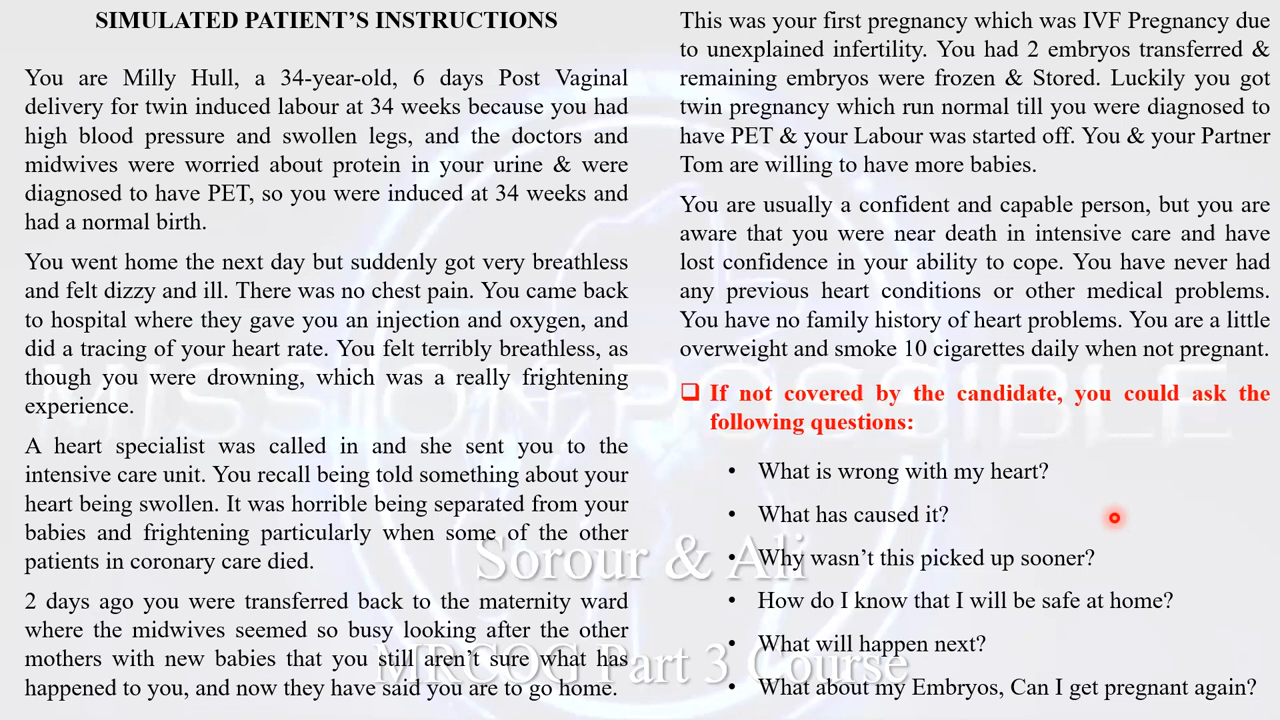 SIMULATED PATIENT’S INSTRUCTIONS
You are Milly Hull, a 34-year-old, 6 days Post Vaginal
delivery for twin induced labour at 34 weeks because you had
high blood pressure and swollen legs, and the doctors and
midwives were worried about protein in your urine & were
diagnosed to have PET, so you were induced at 34 weeks and
had a normal birth.
You went home the next day but suddenly got very breathless
and felt dizzy and ill. There was no chest pain. You came back
to hospital where they gave you an injection and oxygen, and
did a tracing of your heart rate. You felt terribly breathless, as
though you were drowning, which was a really frightening
experience.
A heart specialist was called in and she sent you to the
intensive care unit. You recall being told something about your
heart being swollen. It was horrible being separated from your
babies and frightening particularly when some of the other
patients in coronary care died.
2 days ago you were transferred back to the maternity ward
where the midwives seemed so busy looking after the other
mothers with new babies that you still aren’t sure what has
happened to you, and now they have said you are to go home.
This was your first pregnancy which was IVF Pregnancy due
to unexplained infertility. You had 2 embryos transferred &
remaining embryos were frozen & Stored. Luckily you got
twin pregnancy which run normal till you were diagnosed to
have PET & your Labour was started off. You & your Partner
Tom are willing to have more babies.
You are usually a confident and capable person, but you are
aware that you were near death in intensive care and have
lost confidence in your ability to cope. You have never had
any previous heart conditions or other medical problems.
You have no family history of heart problems. You are a little
overweight and smoke 10 cigarettes daily when not pregnant.
If not covered by the candidate, you could ask the
following questions:
• What is wrong with my heart?
• What has caused it?
• Why wasn’t this picked up sooner?
• How do I know that I will be safe at home?
• What will happen next?
• What about my Embryos, Can I get pregnant again?
MISSION POSSIBLE
Sorour & Ali
MRCOG Part 3 Course